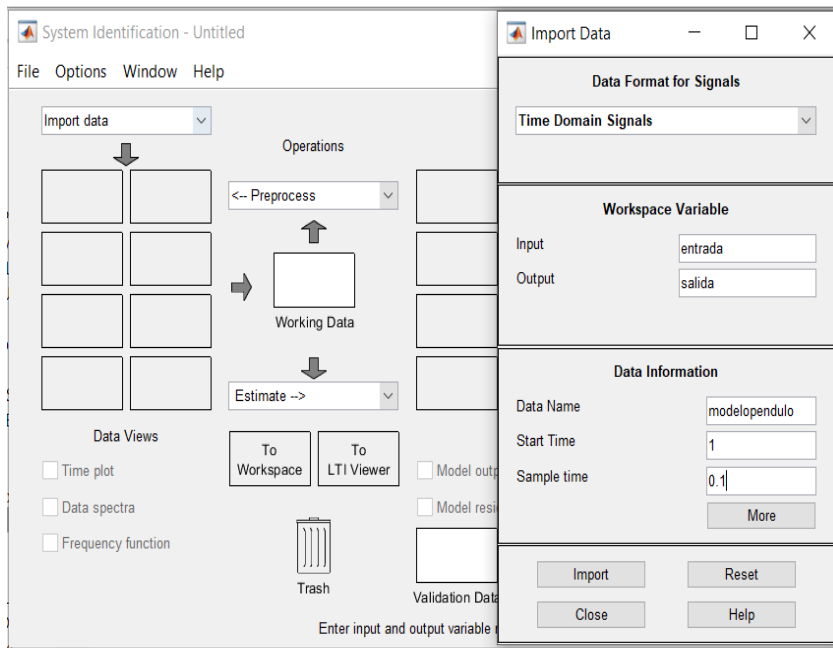 System Identification - Untitled
File Options Window Help
Import data
Operations
<-- Preprocess
Working Data
Estimate -->
Data Views
Time plot
Data spectra
Frequency function
To Workspace
To LTI Viewer
Trash
Model outp
Model resi
Validation Data
Enter input and output variable
Import Data
Data Format for Signals
Time Domain Signals
Workspace Variable
Input entrada
Output salida
Data Information
Data Name modelopendulo
Start Time 1
Sample time 0.1
More
Import Reset
Close Help